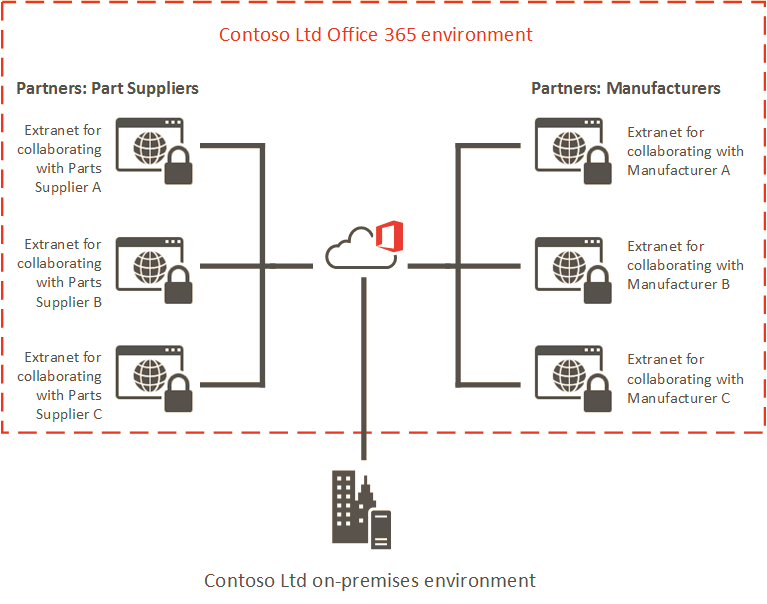 Contoso Ltd Office 365 environment
Partners: Part Suppliers
Extranet for
collaborating
with Parts
Supplier A
Extranet for
collaborating
with Parts
Supplier B
Extranet for
collaborating
with Parts
Supplier C
Partners: Manufacturers
Extranet for
collaborating with
Manufacturer A
Extranet for
collaborating with
Manufacturer B
Extranet for
collaborating with
Manufacturer C
Contoso Ltd on-premises environment